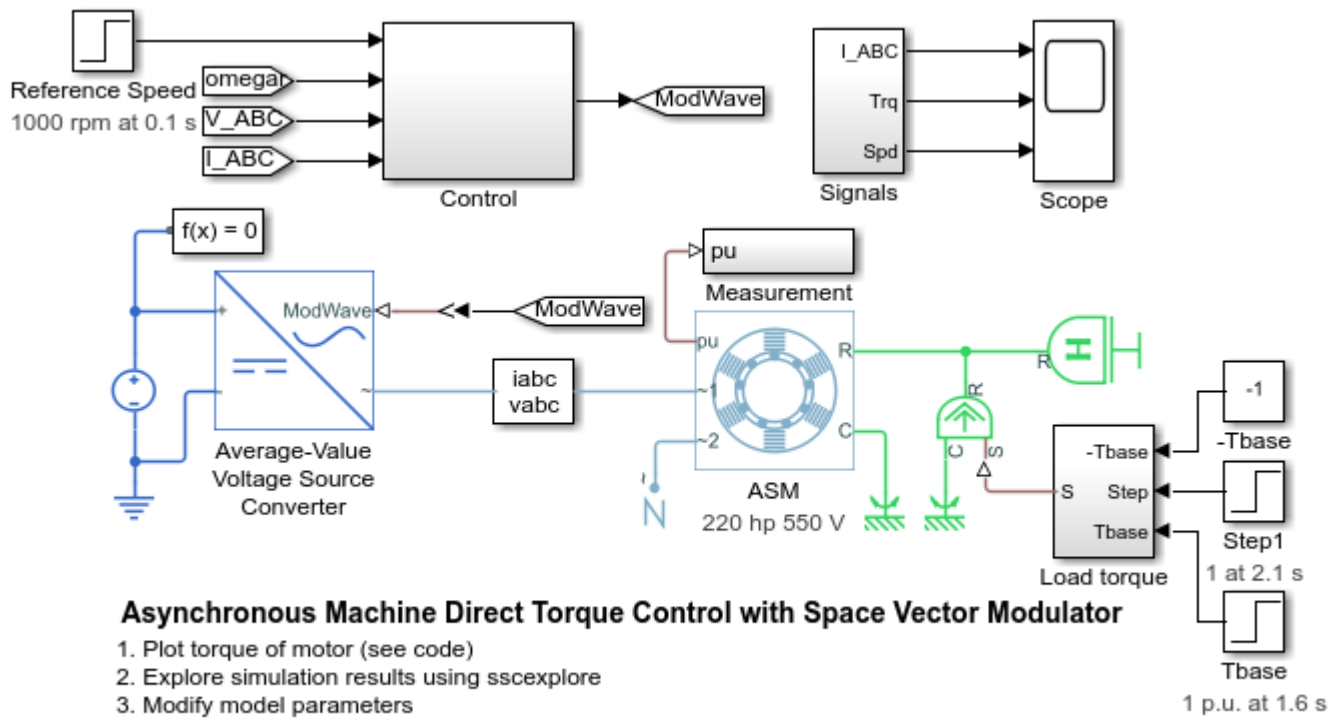 Reference Speed
1000 rpm at 0.1 s
omegar
V_ABC
I_ABC
Control
ModWave
I_ABC
Trq
Spd
Signals
Scope
f(x) = 0
+
-
ModWave
~
Average-Value
Voltage Source
Converter
+
-
ModWave
iabc
vabc
pu
Measurement
pu
~1
~2
R
C
ASM
220 hp 550 V
~
N
R
H
R
C
S
-Tbase
S
Step
Tbase
Load torque
-1
-Tbase
Step1
1 at 2.1 s
Tbase
1 p.u. at 1.6 s
Asynchronous Machine Direct Torque Control with Space Vector Modulator
1. Plot torque of motor (see code)
2. Explore simulation results using sscexplore
3. Modify model parameters